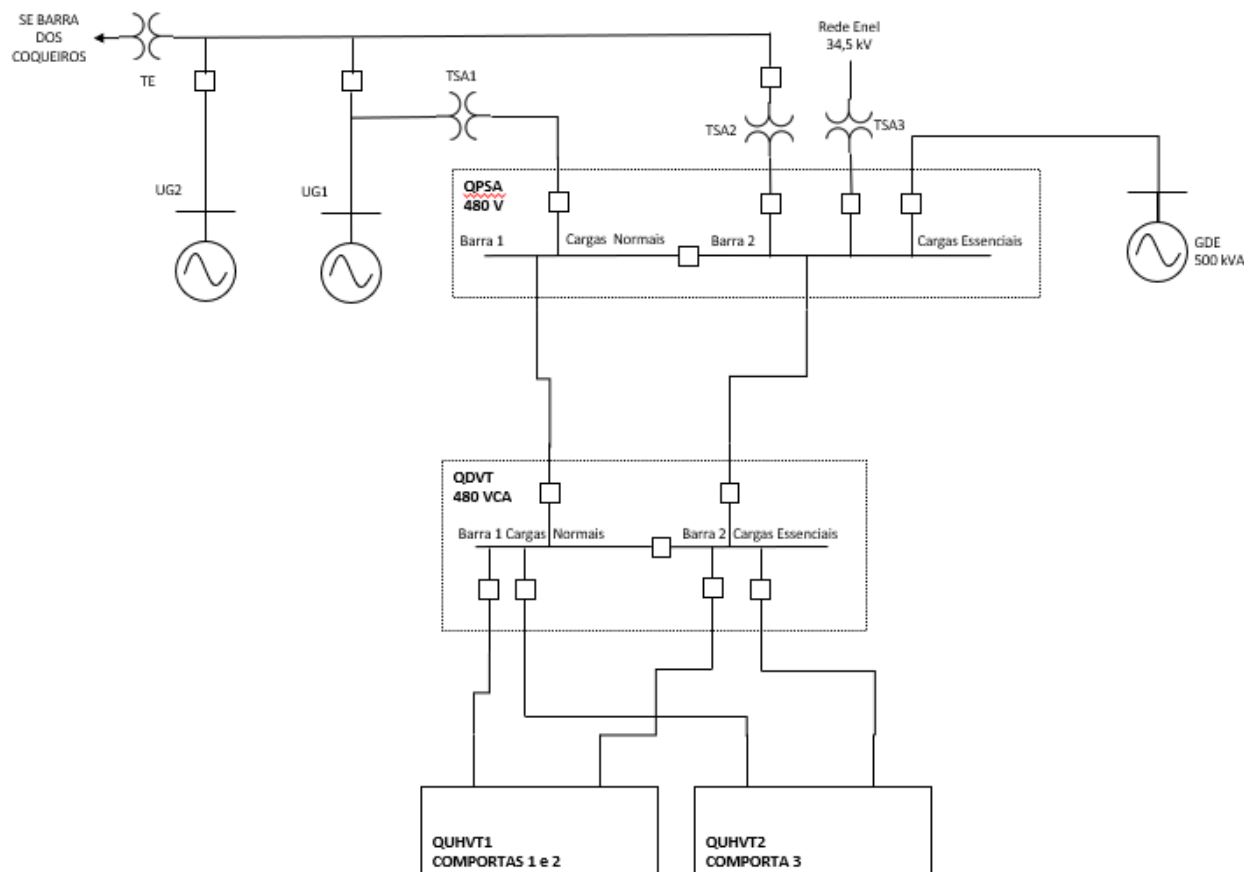 SE BARRA
DOS
COQUEIROS
TE
TSA1
Rede Enel
34,5 kV
TSA2
TSA3
UG2
UG1
QPSA
480 V
Barra 1
Cargas Normais
Barra 2
Cargas Essenciais
GDE
500 kVA
QDVT
480 VCA
Barra 1 Cargas Normais
Barra 2 Cargas Essenciais
QUHVT1
COMPORTAS 1 e 2
QUHVT2
COMPORTA 3